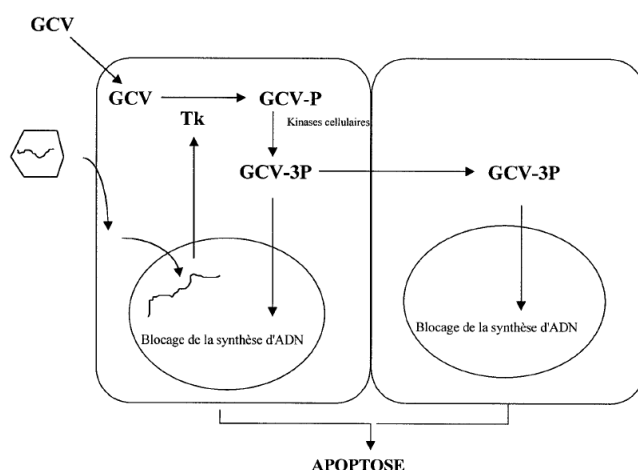 GCV
GCV
GCV-P
Tk
Kinases cellulaires
GCV-3P
GCV-3P
Blocage de la synthèse d'ADN
Blocage de la synthèse d'ADN
APOPTOSE